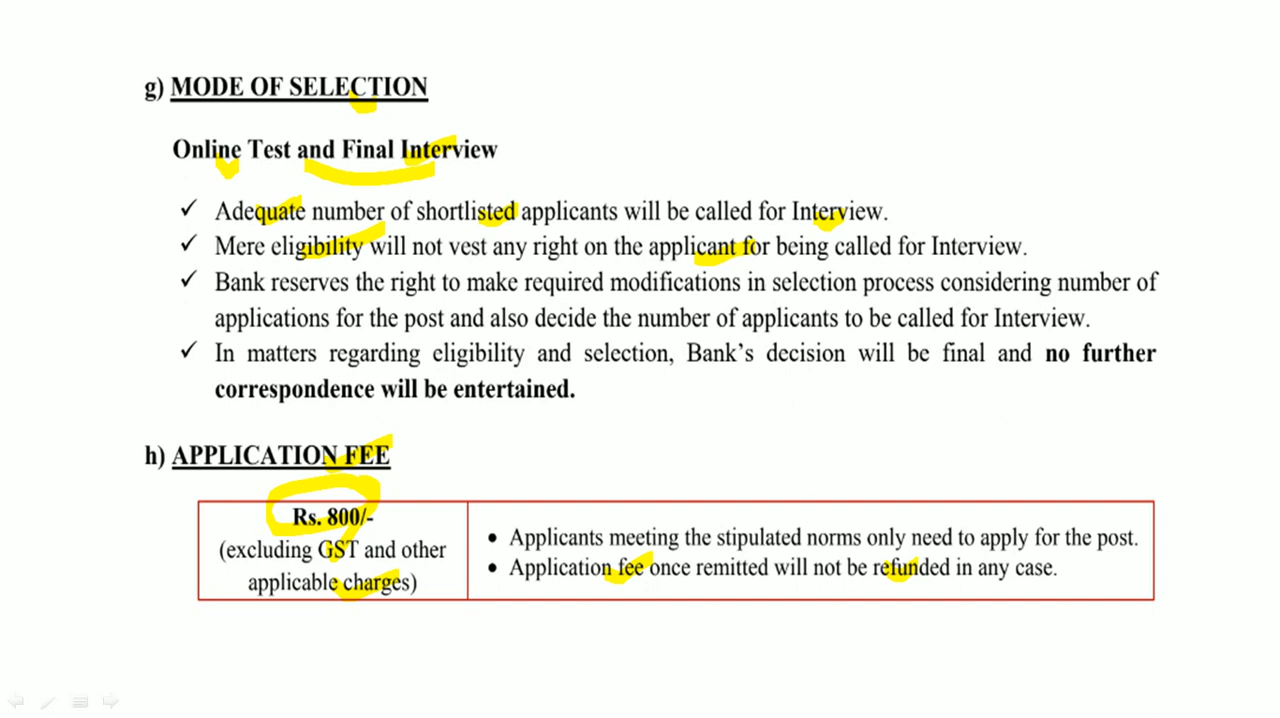 g) MODE OF SELECTION
Online Test and Final Interview
✓ Adequate number of shortlisted applicants will be called for Interview.
✓ Mere eligibility will not vest any right on the applicant for being called for Interview.
✓ Bank reserves the right to make required modifications in selection process considering number of
applications for the post and also decide the number of applicants to be called for Interview.
✓ In matters regarding eligibility and selection, Bank's decision will be final and no further
correspondence will be entertained.
h) APPLICATION FEE
Rs. 800/-
(excluding GST and other
applicable charges)
• Applicants meeting the stipulated norms only need to apply for the post.
• Application fee once remitted will not be refunded in any case.